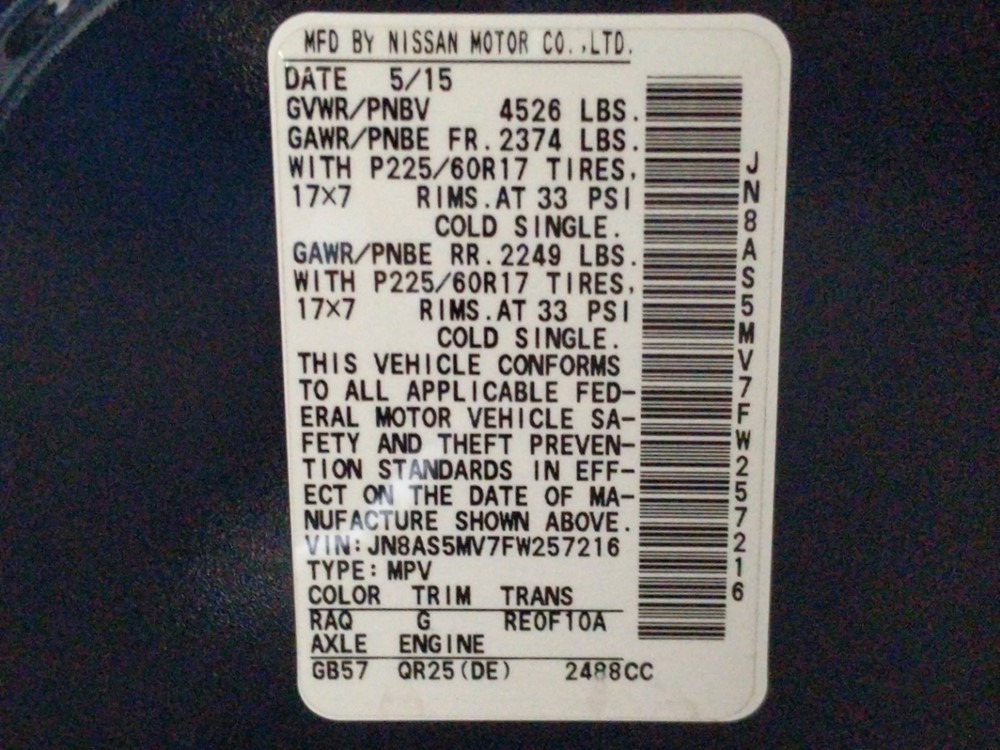 MFD BY NISSAN MOTOR CO.,LTD.
DATE 5/15
GVWR/PNBV 4526 LBS.
GAWR/PNBE FR.2374 LBS.
WITH P225/60R17 TIRES,
17×7 RIMS.AT 33 PSI
COLD SINGLE.
GAWR/PNBE RR.2249 LBS.
WITH P225/60R17 TIRES,
17×7 RIMS.AT 33 PSI
COLD SINGLE.
THIS VEHICLE CONFORMS
TO ALL APPLICABLE FED-
ERAL MOTOR VEHICLE SA-
FETY AND THEFT PREVEN-
TION STANDARDS IN EFF-
ECT ON THE DATE OF MA-
NUFACTURE SHOWN ABOVE.
VIN:JN8AS5MV7FW257216
TYPE:MPV
COLOR TRIM TRANS
RAQ G RE0F10A
AXLE ENGINE
GB57 QR25(DE) 2488CC
JN8AS5MV7FW257216